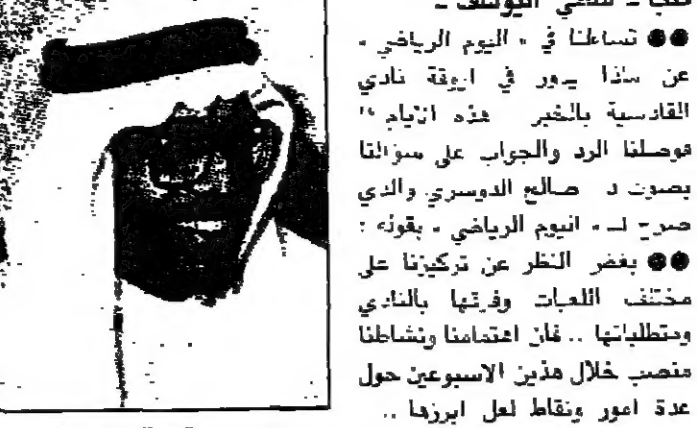 ●● تساءلنا في « اليوم الرياضي »
عن ماذا يدور في اروقة نادي
القادسية بالخبر هذه الايام ؟!
فوصلنا الرد والجواب على سؤالنا
بصوت د صالح الدوسري والذي
صرح لـ « اليوم الرياضي » بقوله :
●● بغض النظر عن تركيزنا على
مختلف اللعبات وفرقها بالنادي
ومتطلباتها .. فان اهتمامنا ونشاطنا
منصب خلال هذين الاسبوعين حول
عدة امور ونقاط لعل ابرزها ..